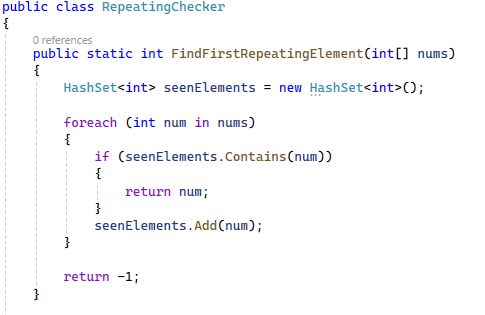 public class RepeatingChecker
{
0 references
public static int FindFirstRepeatingElement(int[] nums)
{
HashSet<int> seenElements = new HashSet<int>();
foreach (int num in nums)
{
if (seenElements.Contains(num))
{
return num;
}
seenElements.Add(num);
}
return -1;
}